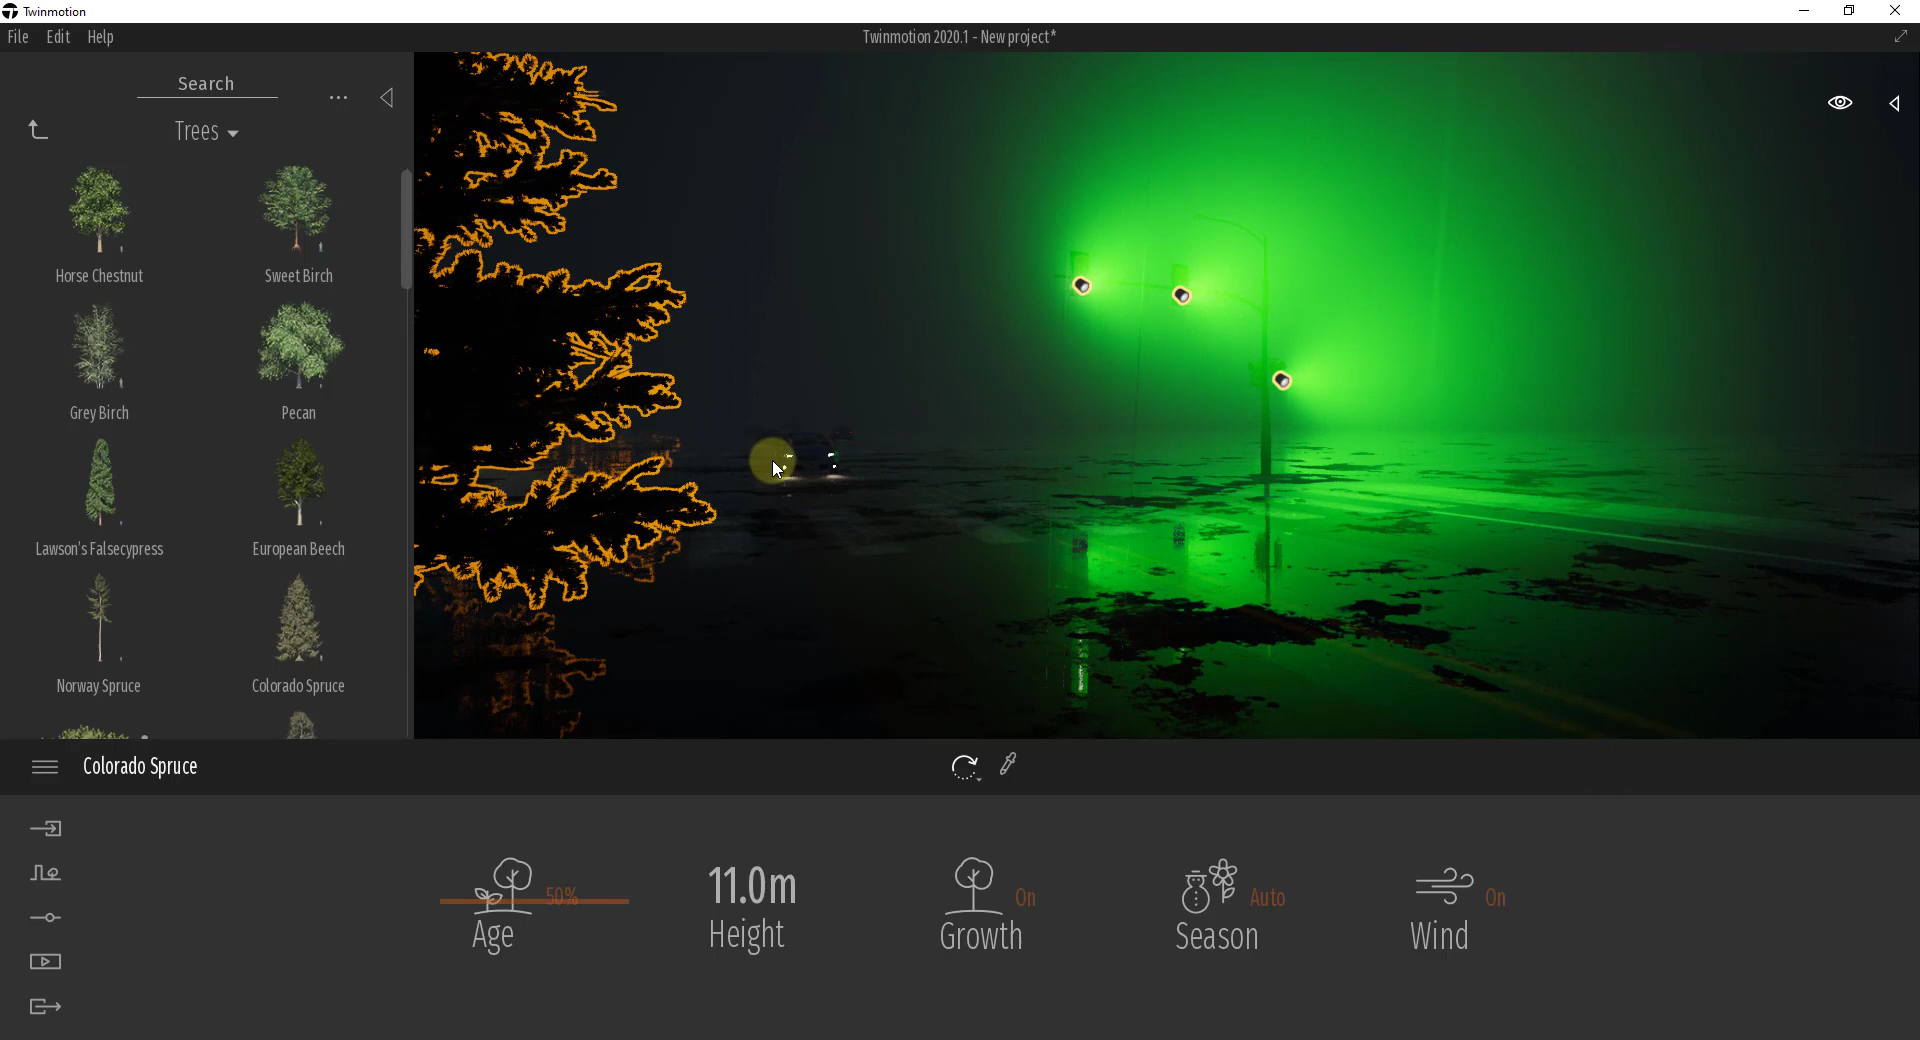 Twinmotion
File Edit Help
Twinmotion 2020.1 - New project*
Search
...
Trees
Horse Chestnut
Sweet Birch
Grey Birch
Pecan
Lawson's Falsecypress
European Beech
Norway Spruce
Colorado Spruce
Colorado Spruce
50%
Age
11.0m
Height
On
Growth
Auto
Season
On
Wind